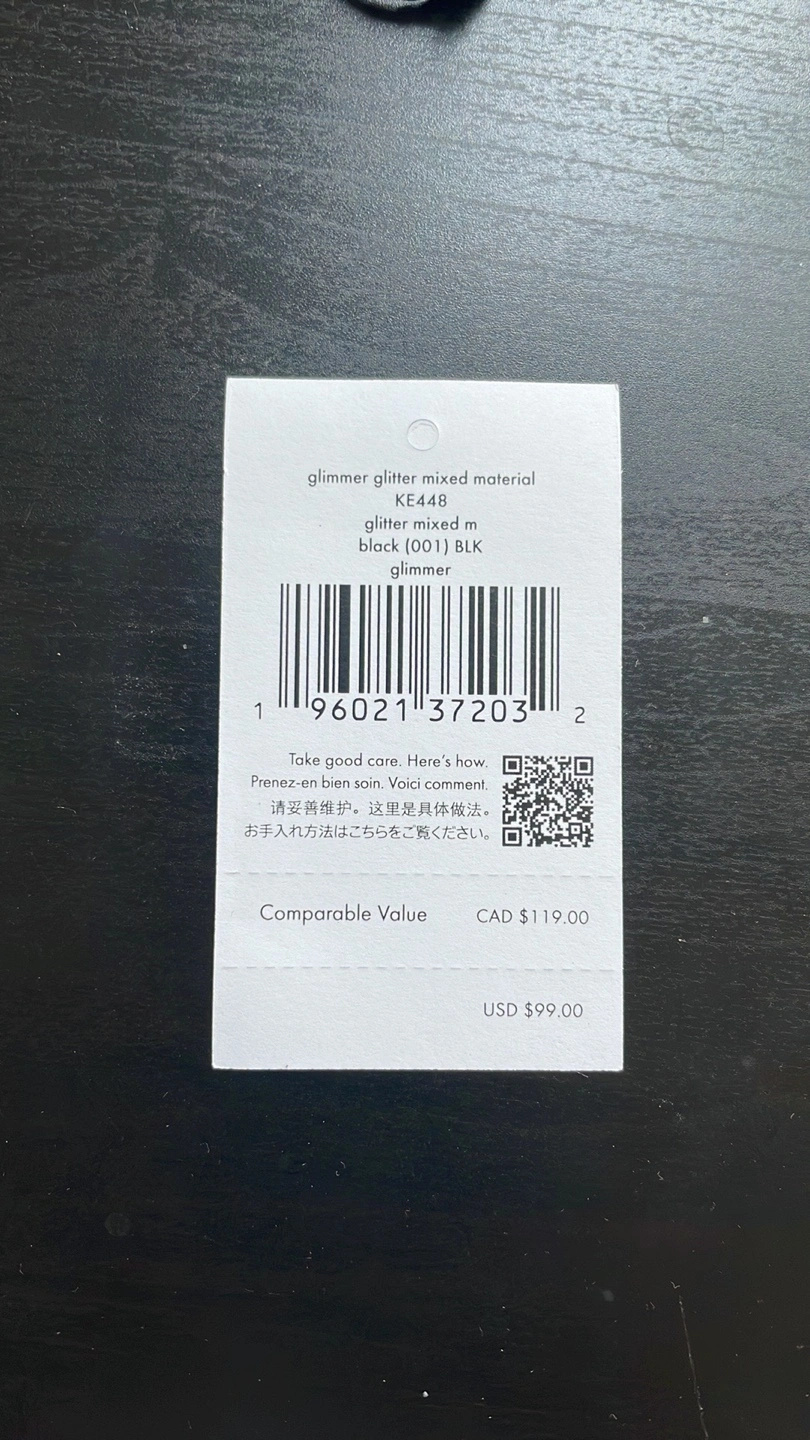 glimmer glitter mixed material
KE448
glitter mixed m
black (001) BLK
glimmer
1 96021 37203 2
Take good care. Here's how.
Prenez-en bien soin. Voici comment.
请妥善维护。这里是具体做法。
お手入れ方法はこちらをご覧ください。
Comparable Value CAD $119.00
USD $99.00